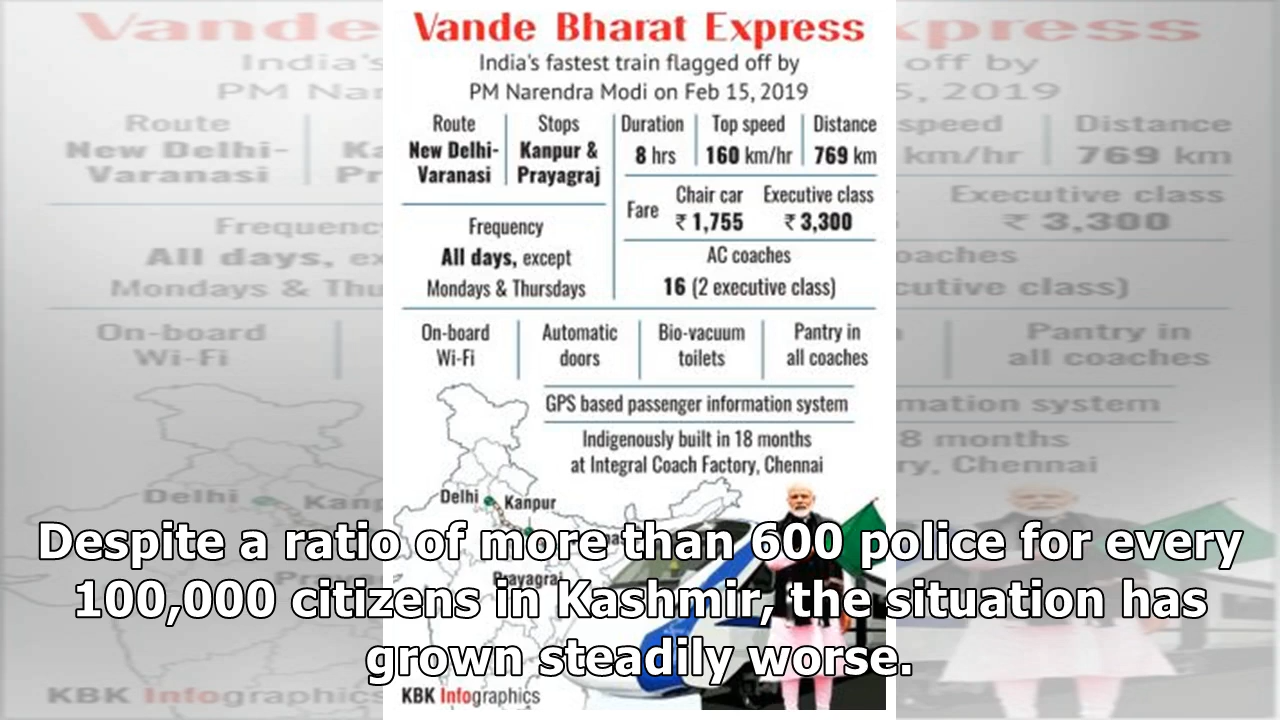 Vande Bharat Express
India's fastest train flagged off by
PM Narendra Modi on Feb 15, 2019
Route
New Delhi-
Varanasi
Stops
Kanpur &
Prayagraj
Duration
8 hrs
Top speed
160 km/hr
Distance
769 km
Fare
Chair car
₹ 1,755
Executive class
₹ 3,300
Frequency
All days, except
Mondays & Thursdays
AC coaches
16 (2 executive class)
On-board
Wi-Fi
Automatic
doors
Bio-vacuum
toilets
Pantry in
all coaches
GPS based passenger information system
Indigenously built in 18 months
at Integral Coach Factory, Chennai
Delhi
Kanpur
Prayagraj
Despite a ratio of more than 600 police for every
100,000 citizens in Kashmir, the situation has
grown steadily worse.
KBK Infographics